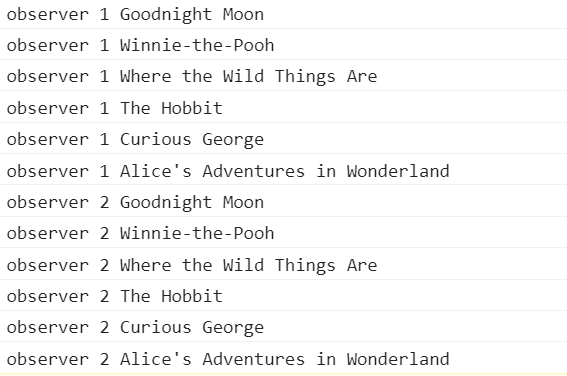 observer 1 Goodnight Moon
observer 1 Winnie-the-Pooh
observer 1 Where the Wild Things Are
observer 1 The Hobbit
observer 1 Curious George
observer 1 Alice's Adventures in Wonderland
observer 2 Goodnight Moon
observer 2 Winnie-the-Pooh
observer 2 Where the Wild Things Are
observer 2 The Hobbit
observer 2 Curious George
observer 2 Alice's Adventures in Wonderland